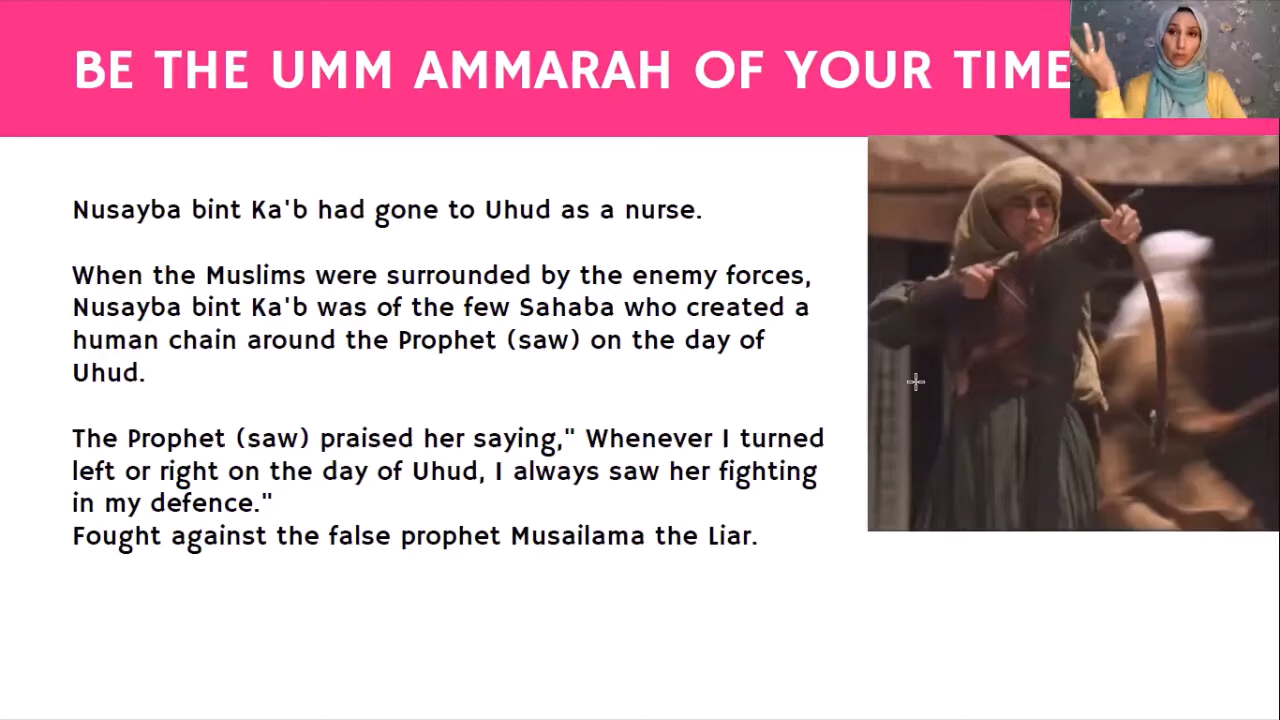 BE THE UMM AMMARAH OF YOUR TIME
Nusayba bint Ka'b had gone to Uhud as a nurse.
When the Muslims were surrounded by the enemy forces,
Nusayba bint Ka'b was of the few Sahaba who created a
human chain around the Prophet (saw) on the day of
Uhud.
The Prophet (saw) praised her saying," Whenever I turned
left or right on the day of Uhud, I always saw her fighting
in my defence."
Fought against the false prophet Musailama the Liar.